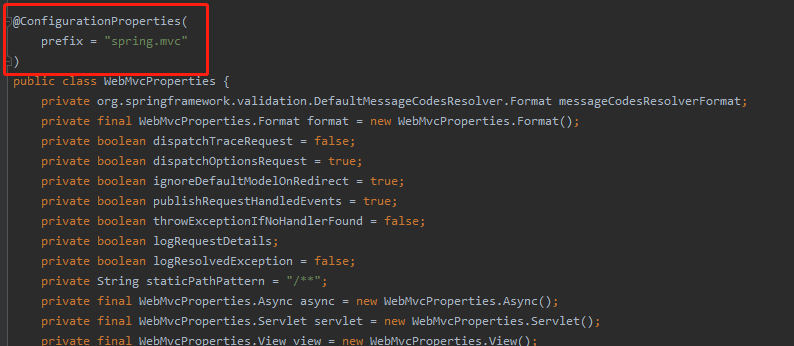 @ConfigurationProperties(
    prefix = "spring.mvc"
)
public class WebMvcProperties {
    private org.springframework.validation.DefaultMessageCodesResolver.Format messageCodesResolverFormat;
    private final WebMvcProperties.Format format = new WebMvcProperties.Format();
    private boolean dispatchTraceRequest = false;
    private boolean dispatchOptionsRequest = true;
    private boolean ignoreDefaultModelOnRedirect = true;
    private boolean publishRequestHandledEvents = true;
    private boolean throwExceptionIfNoHandlerFound = false;
    private boolean logRequestDetails;
    private boolean logResolvedException = false;
    private String staticPathPattern = "/**";
    private final WebMvcProperties.Async async = new WebMvcProperties.Async();
    private final WebMvcProperties.Servlet servlet = new WebMvcProperties.Servlet();
    private final WebMvcProperties.View view = new WebMvcProperties.View();